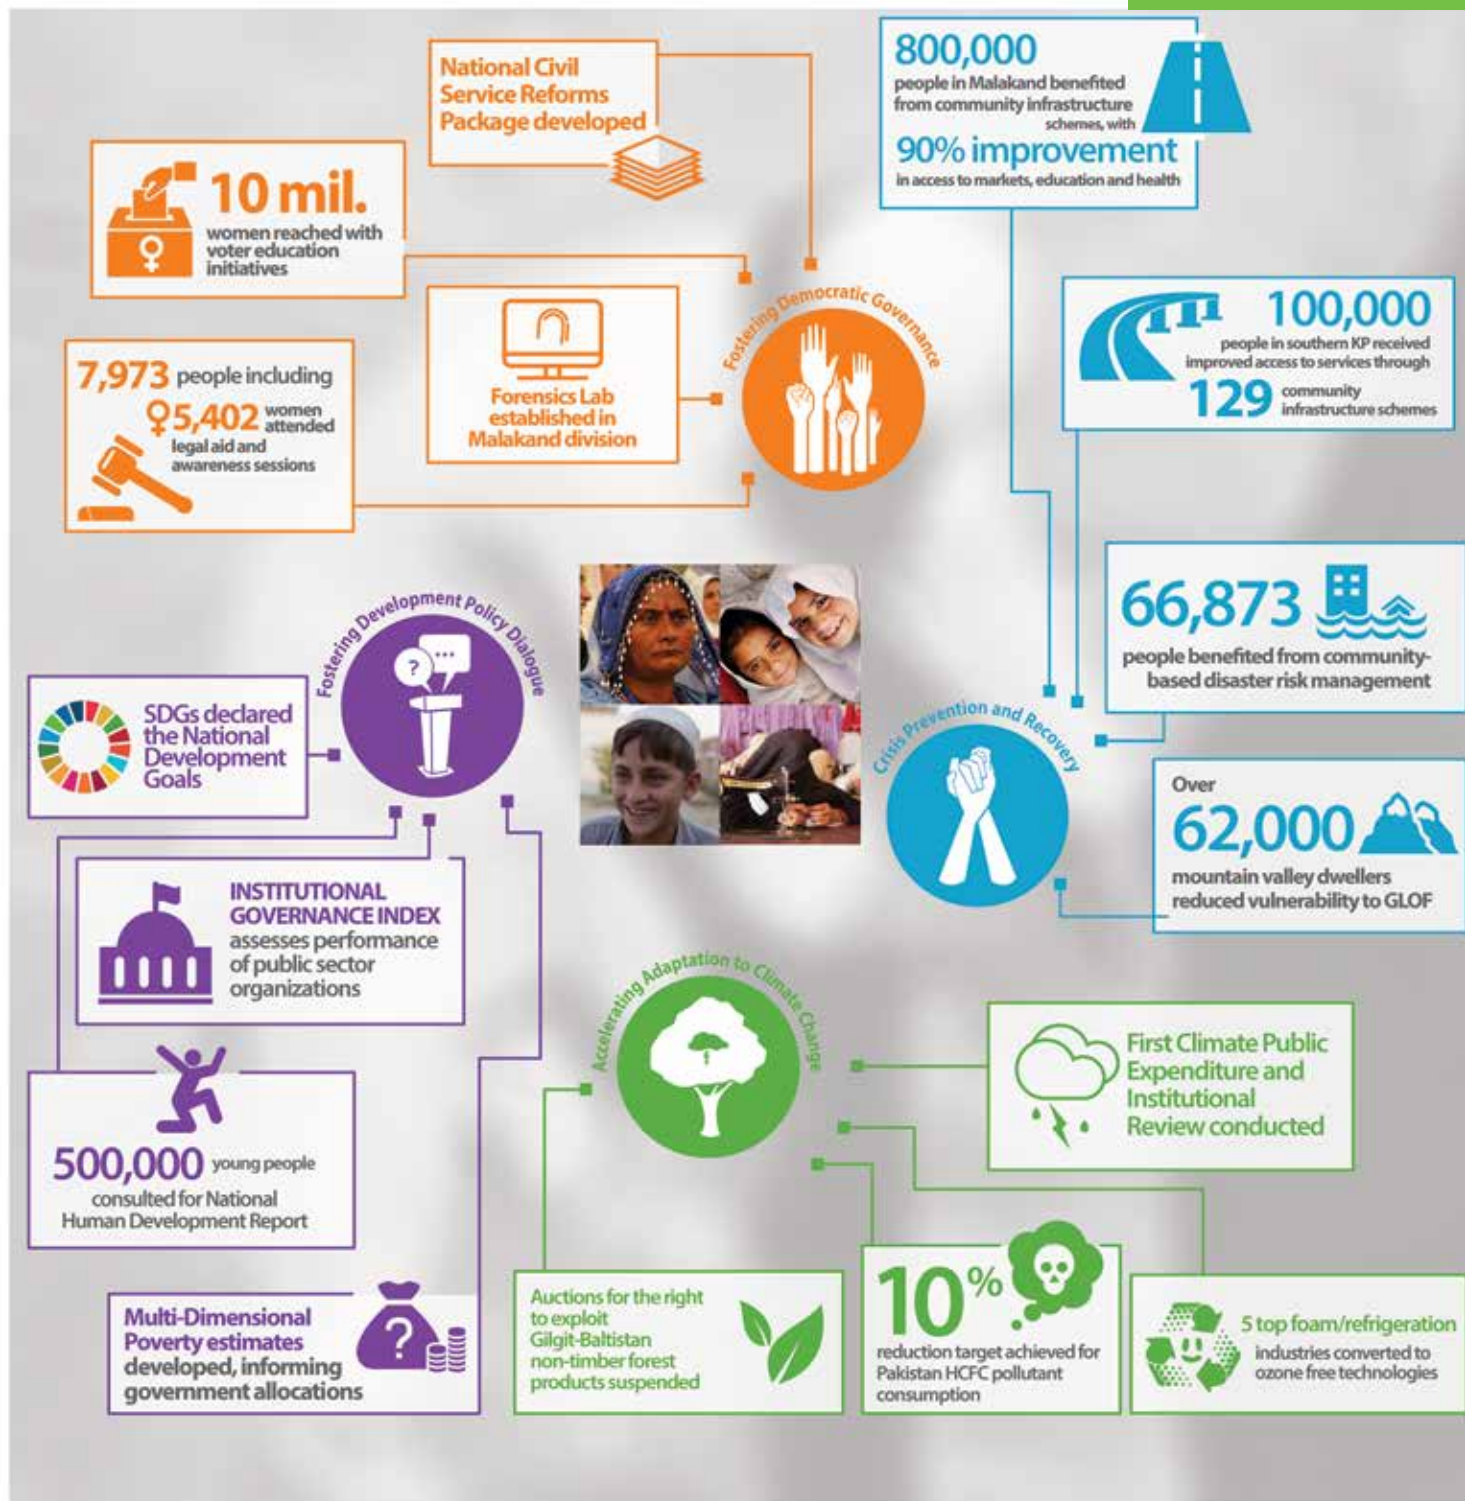 National Civil
Service Reforms
Package developed
10 mil.
women reached with
voter education
initiatives
Forensics Lab
established in
Malakand division
7,973 people including
5,402 women
attended
legal aid and
awareness sessions
Fostering Democratic Governance
800,000
people in Malakand benefited
from community infrastructure
schemes, with
90% improvement
in access to markets, education and health
100,000
people in southern KP received
improved access to services through
129 community
infrastructure schemes
66,873
people benefited from community-
based disaster risk management
Over
62,000
mountain valley dwellers
reduced vulnerability to GLOF
Crisis Prevention and Recovery
Fostering Development Policy Dialogue
?
...
SDGs declared
the National
Development
Goals
INSTITUTIONAL
GOVERNANCE INDEX
assesses performance
of public sector
organizations
500,000 young people
consulted for National
Human Development Report
Multi-Dimensional
Poverty estimates
developed, informing
government allocations
?
Accelerating Adaptation to Climate Change
First Climate Public
Expenditure and
Institutional
Review conducted
Auctions for the right
to exploit
Gilgit-Baltistan
non-timber forest
products suspended
10%
reduction target achieved for
Pakistan HCFC pollutant
consumption
5 top foam/refrigeration
industries converted to
ozone free technologies